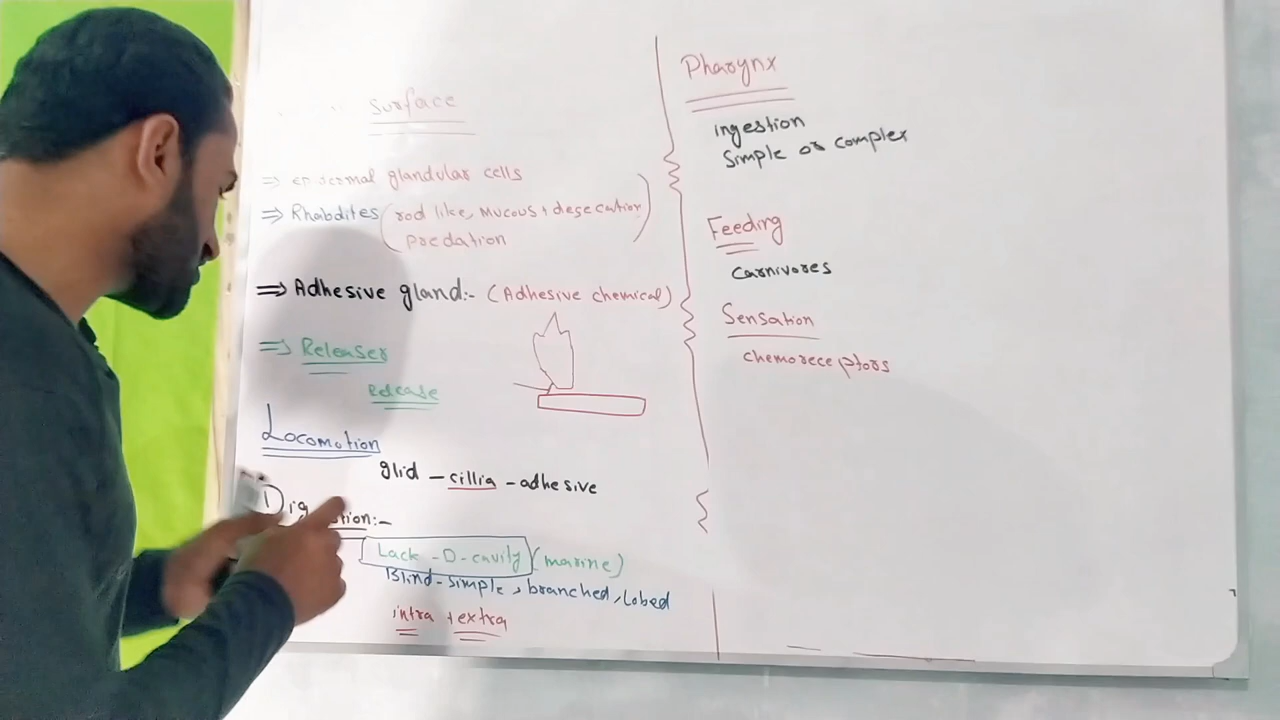 Surface
⇒ epidermal glandular cells
⇒ Rhabdites (rod like, mucous + desecation
predation)
⇒ Adhesive gland:- (Adhesive chemical)
⇒ Releaser
Release
Locomotion
glid - cillia - adhesive
Lack - D - cavity (marine)
Blind - simple, branched, Lobed
intra + extra
Pharynx
ingestion
Simple or complex
Feeding
Carnivores
Sensation
chemoreceptors